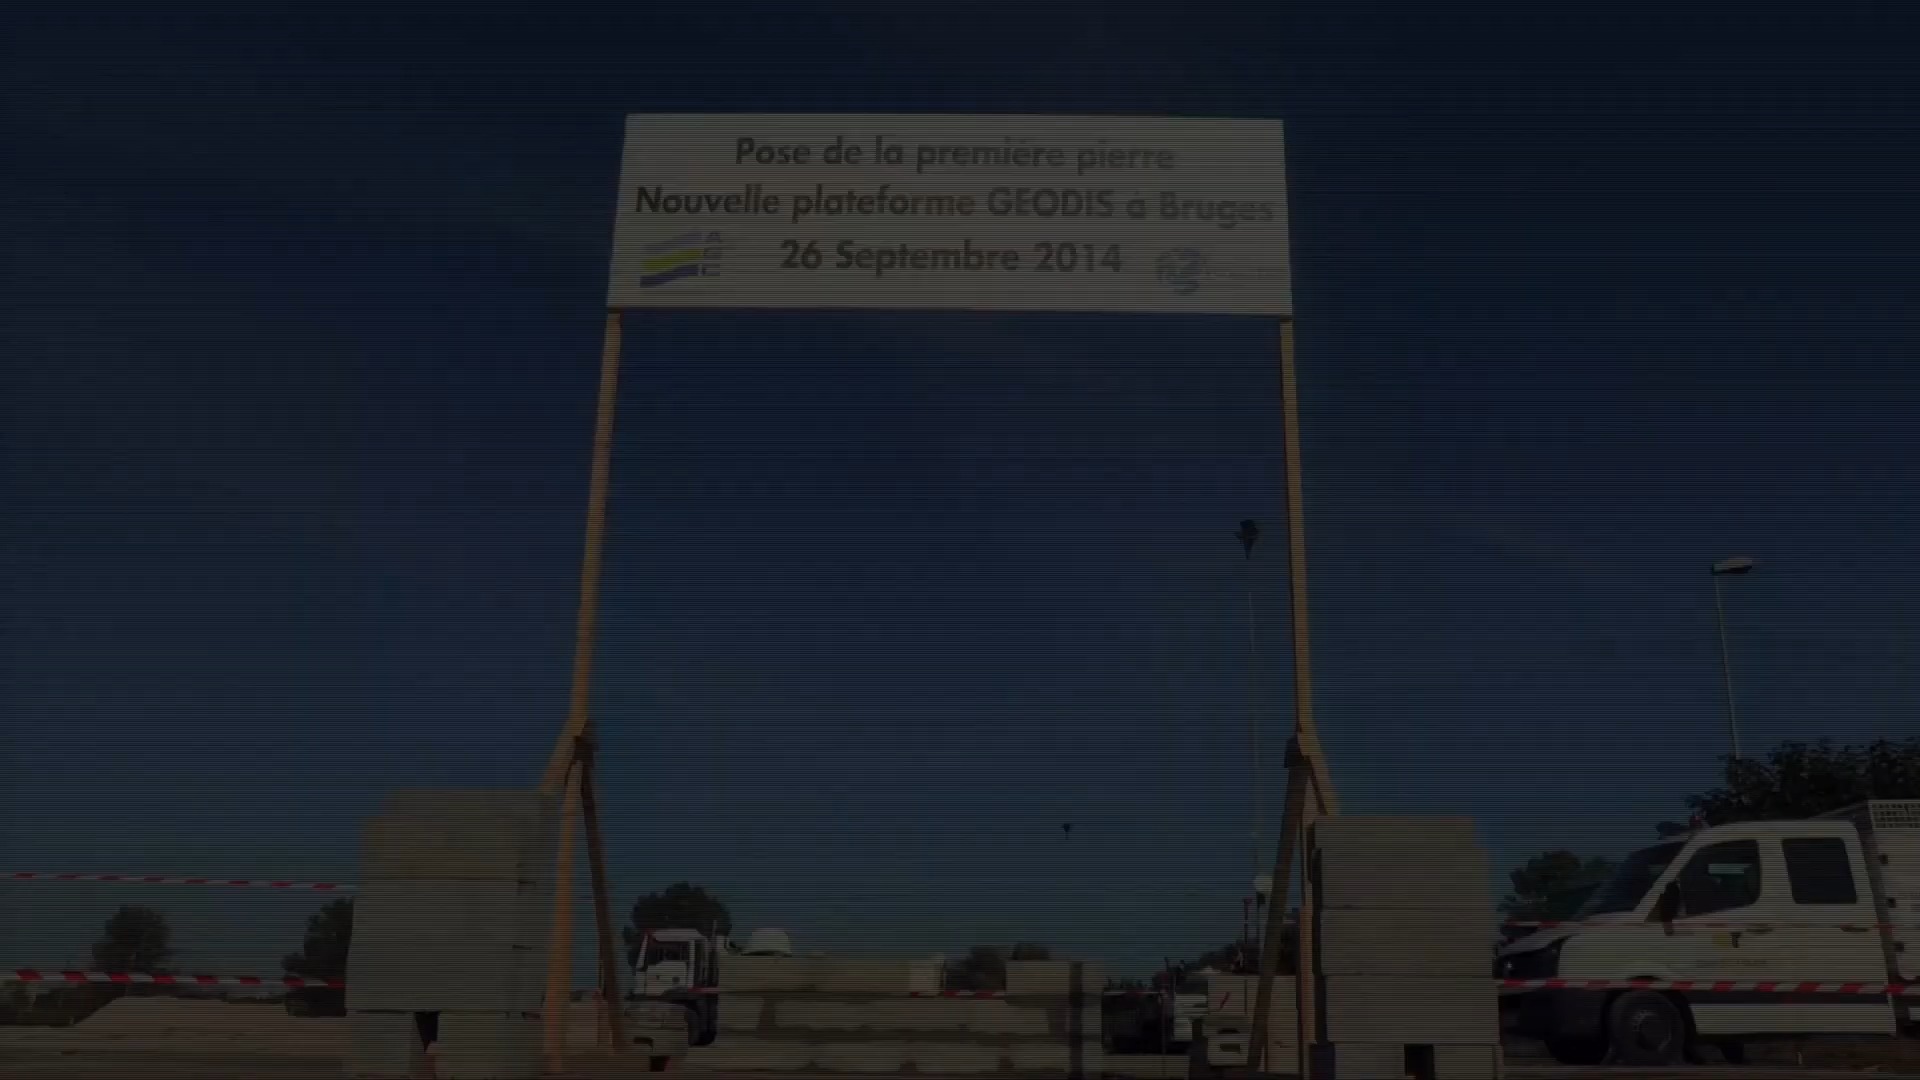 Pose de la première pierre
Nouvelle plateforme GEODIS à Bruges
26 Septembre 2014